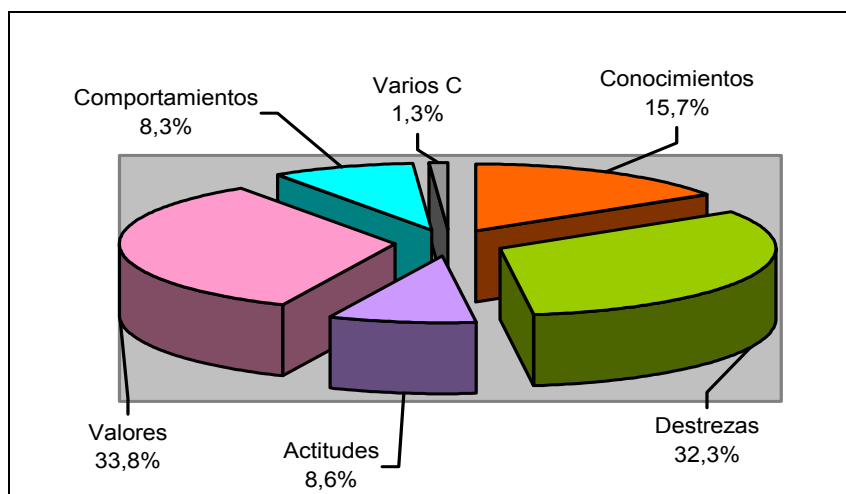 Varios C
1,3%
Conocimientos
15,7%
Comportamientos
8,3%
Valores
33,8%
Actitudes
8,6%
Destrezas
32,3%